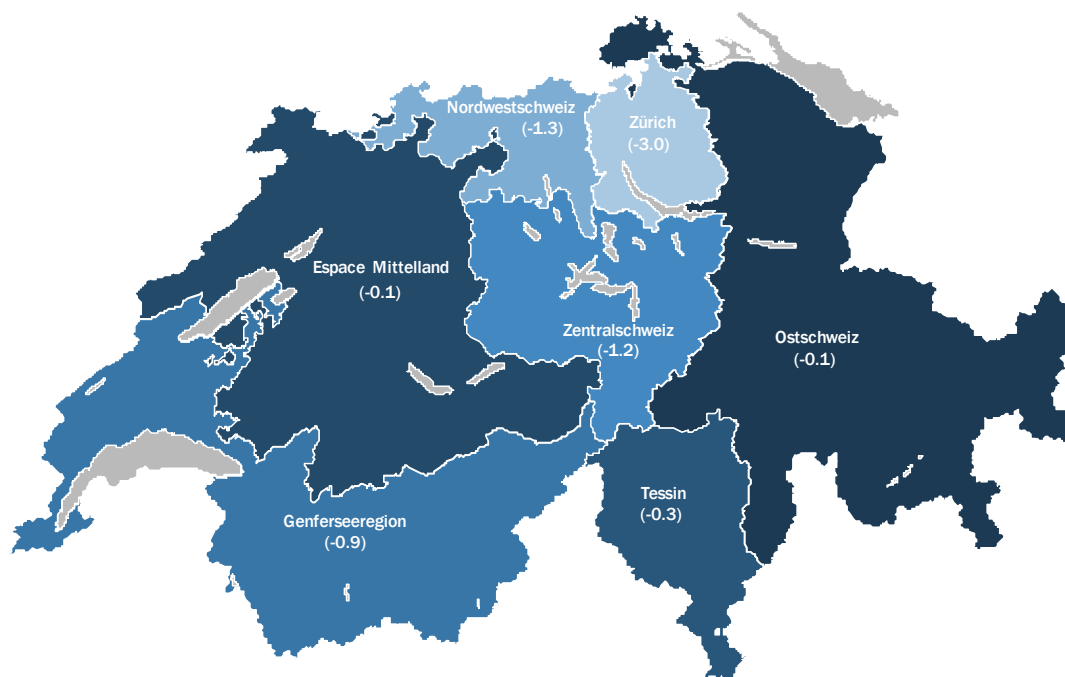 Nordwestschweiz
(-1.3)
Zürich
(-3.0)
Espace Mittelland
(-0.1)
Zentralschweiz
(-1.2)
Ostschweiz
(-0.1)
Genferseeregion
(-0.9)
Tessin
(-0.3)